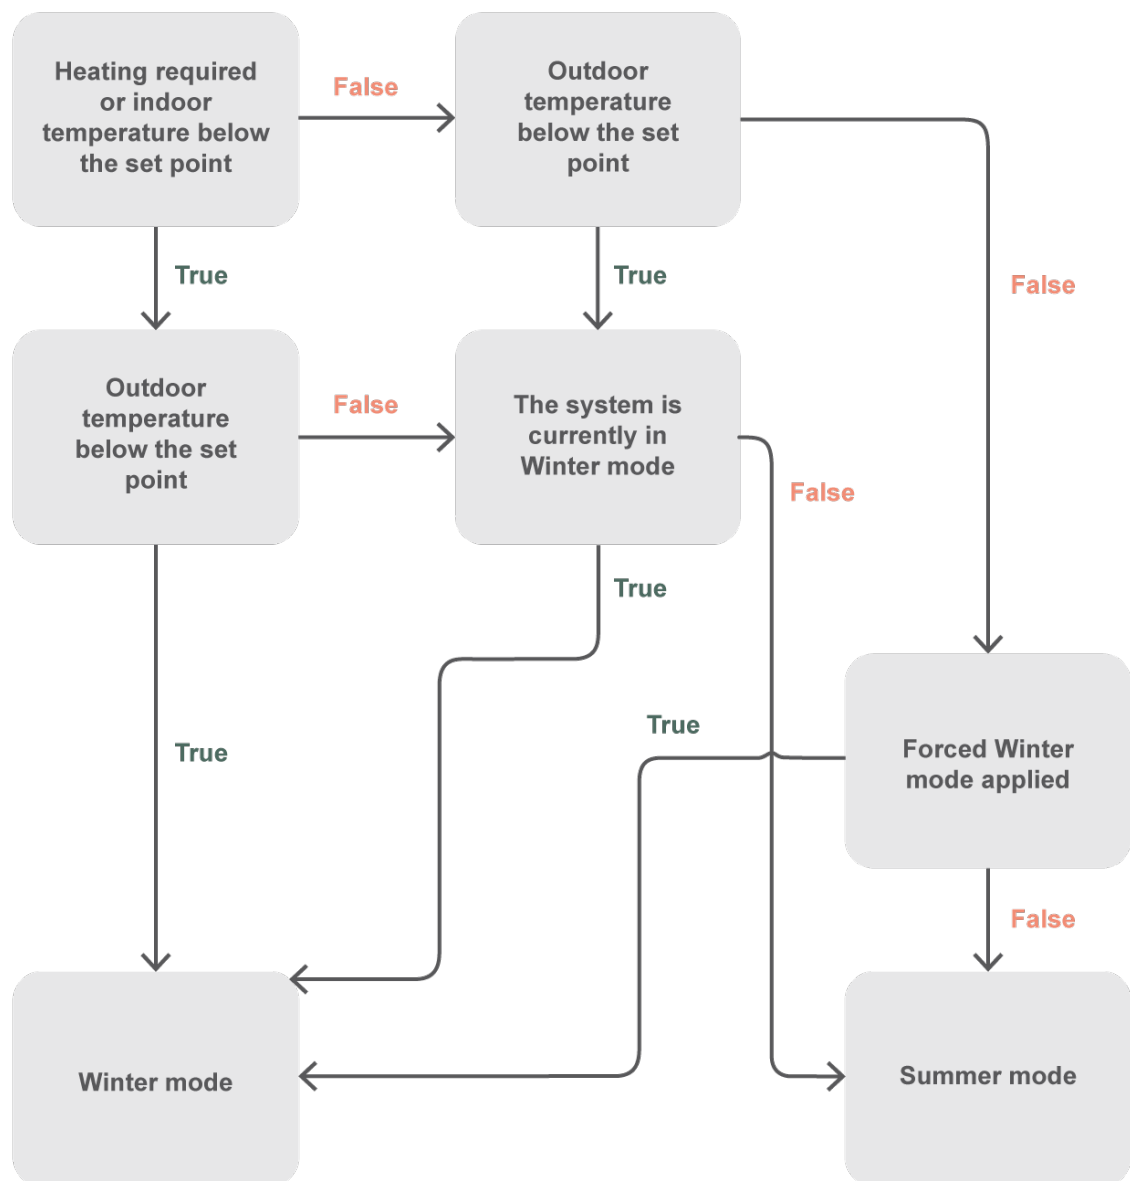 Heating required
or indoor
temperature below
the set point
False
Outdoor
temperature
below the set
point
True
True
False
Outdoor
temperature
below the set
point
False
The system is
currently in
Winter mode
False
True
True
True
Forced Winter
mode applied
False
Winter mode
Summer mode